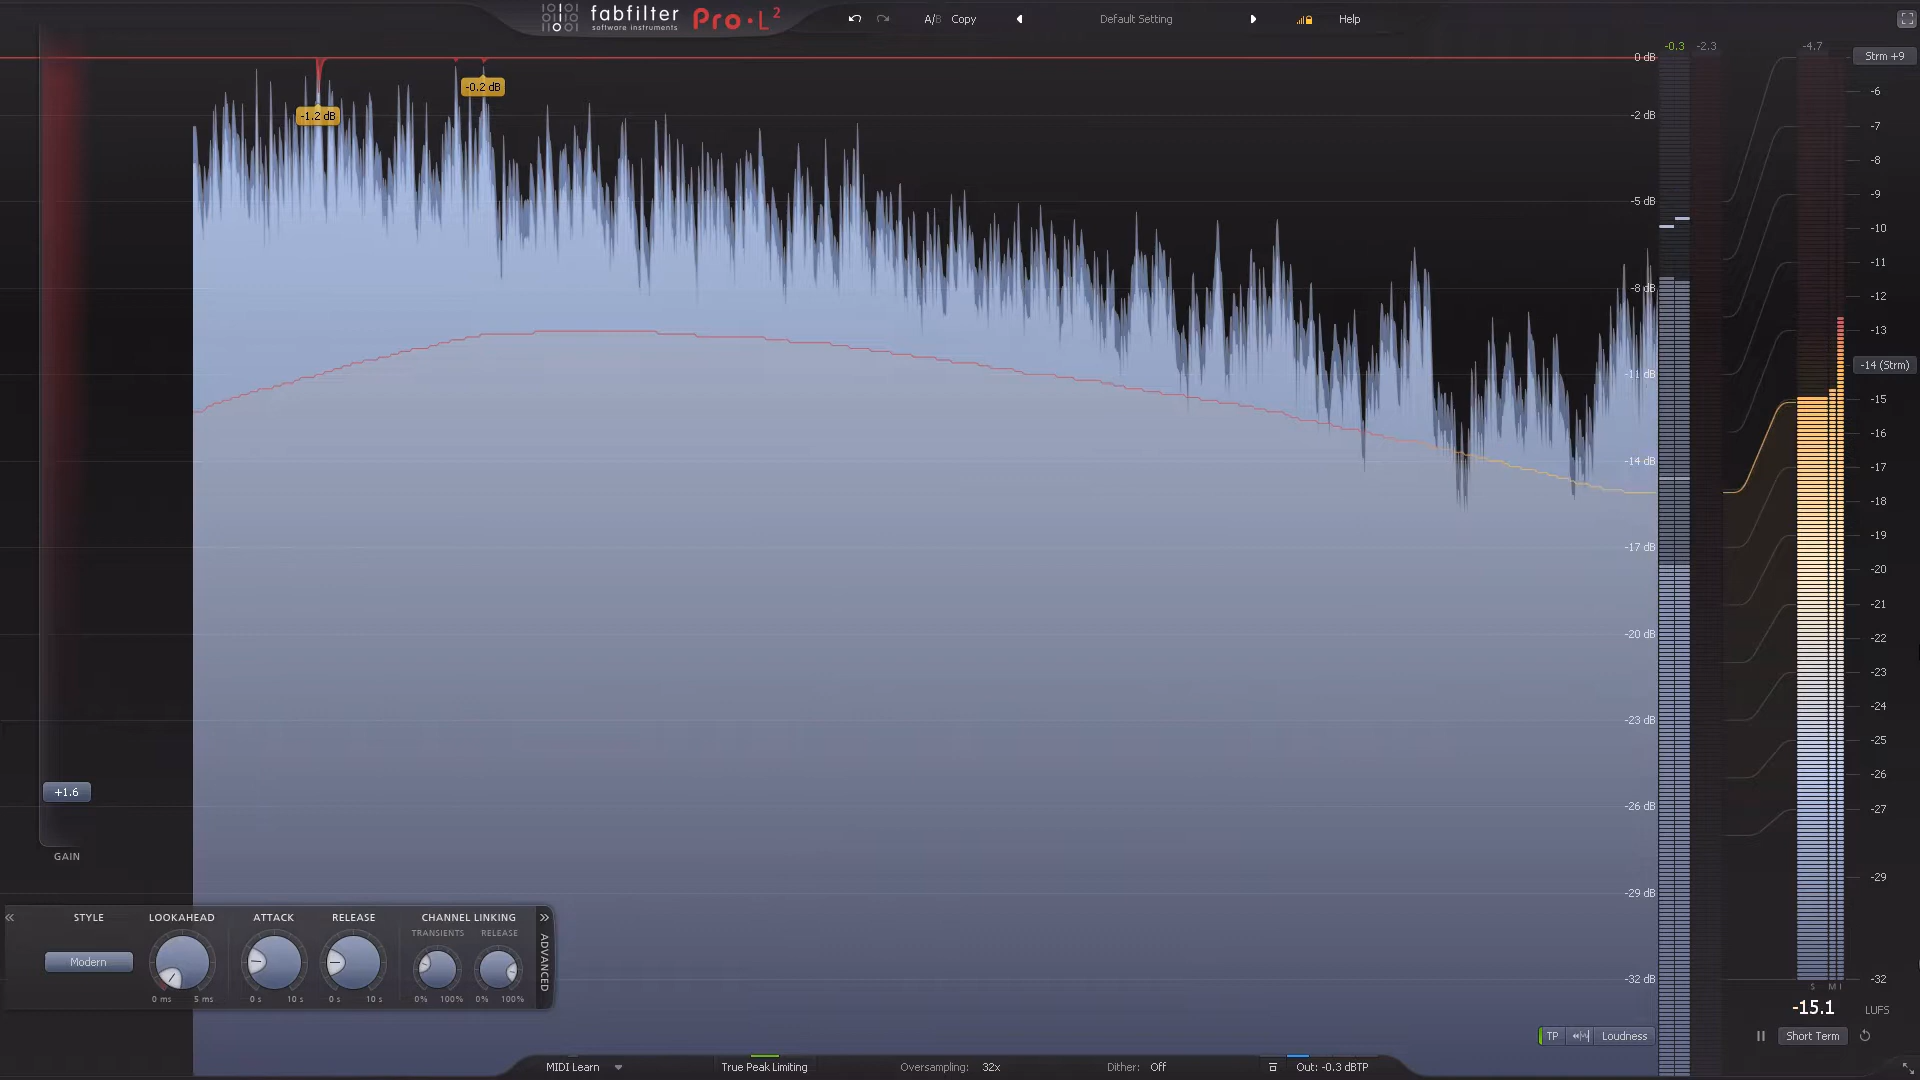 fabfilter
software instruments
Pro·L²
A/B
Copy
Default Setting
Help
-0.3
-2.3
-4.7
Strm +9
0 dB
-0.2 dB
-1.2 dB
-2 dB
-5 dB
-8 dB
-11 dB
-14 dB
-17 dB
-20 dB
-23 dB
-26 dB
-29 dB
-32 dB
-6
-7
-8
-9
-10
-11
-12
-13
-14 (Strm)
-15
-16
-17
-18
-19
-20
-21
-22
-23
-24
-25
-26
-27
-29
-32
S M I
-15.1 LUFS
Short Term
+1.6
GAIN
STYLE
Modern
LOOKAHEAD
0 ms 5 ms
ATTACK
0 s 10 s
RELEASE
0 s 10 s
CHANNEL LINKING
TRANSIENTS RELEASE
0% 100% 0% 100%
ADVANCED
TP
Loudness
MIDI Learn
True Peak Limiting
Oversampling: 32x
Dither: Off
Out: -0.3 dBTP